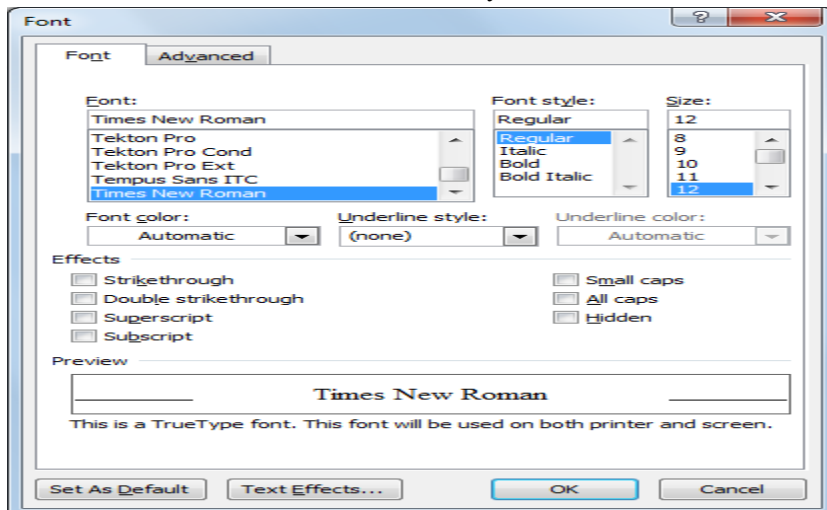 Font
Font Advanced
Font: Font style: Size:
Times New Roman Regular 12
Tekton Pro Regular 8
Tekton Pro Cond Italic 9
Tekton Pro Ext Bold 10
Tempus Sans ITC Bold Italic 11
Times New Roman 12
Font color: Underline style: Underline color:
Automatic (none) Automatic
Effects
Strikethrough Small caps
Double strikethrough All caps
Superscript Hidden
Subscript
Preview
Times New Roman
This is a TrueType font. This font will be used on both printer and screen.
Set As Default Text Effects... OK Cancel